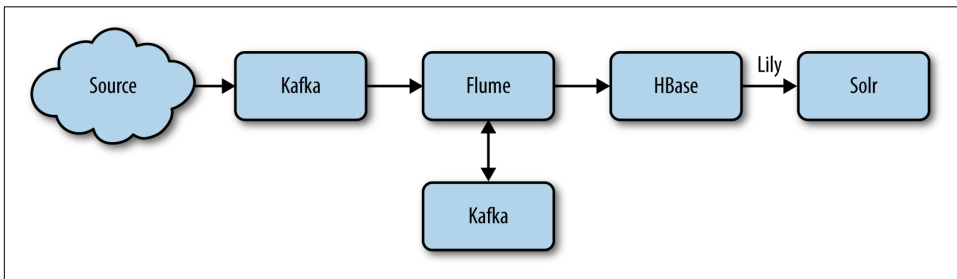 Source
Kafka
Flume
HBase
Lily
Solr
Kafka